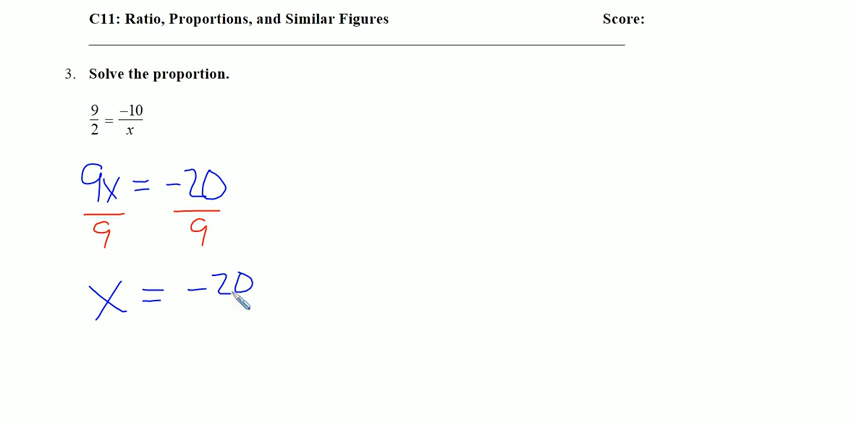 C11: Ratio, Proportions, and Similar Figures Score:
3. Solve the proportion.
9/2 = -10/x
9x = -20
9 9
x = -20